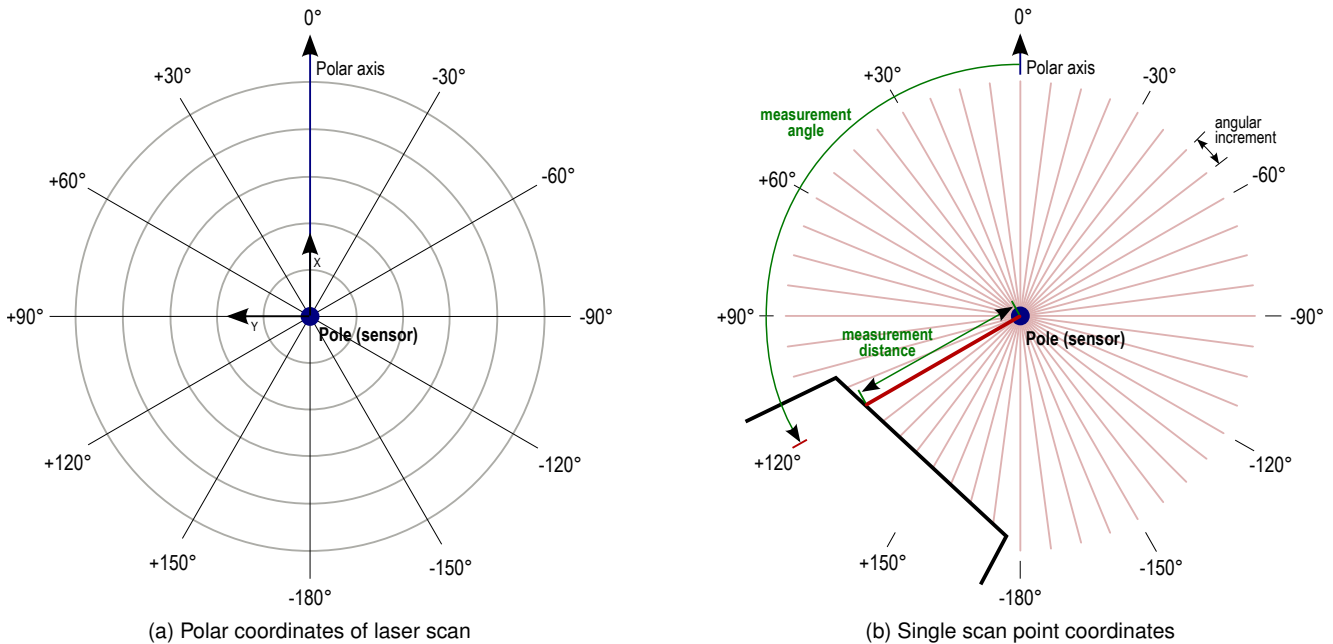 0°
Polar axis
+30°
-30°
+60°
-60°
X
+90°
Y
-90°
Pole (sensor)
+120°
-120°
+150°
-150°
-180°
(a) Polar coordinates of laser scan
0°
Polar axis
+30°
-30°
measurement
angle
angular
increment
+60°
-60°
+90°
-90°
measurement
distance
Pole (sensor)
+120°
-120°
+150°
-150°
-180°
(b) Single scan point coordinates